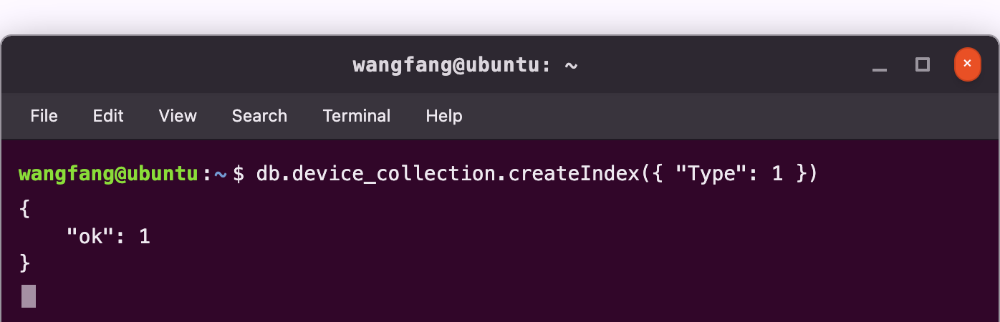 wangfang@ubuntu: ~
×
File Edit View Search Terminal Help
wangfang@ubuntu:~$ db.device_collection.createIndex({ "Type": 1 })
{
    "ok": 1
}